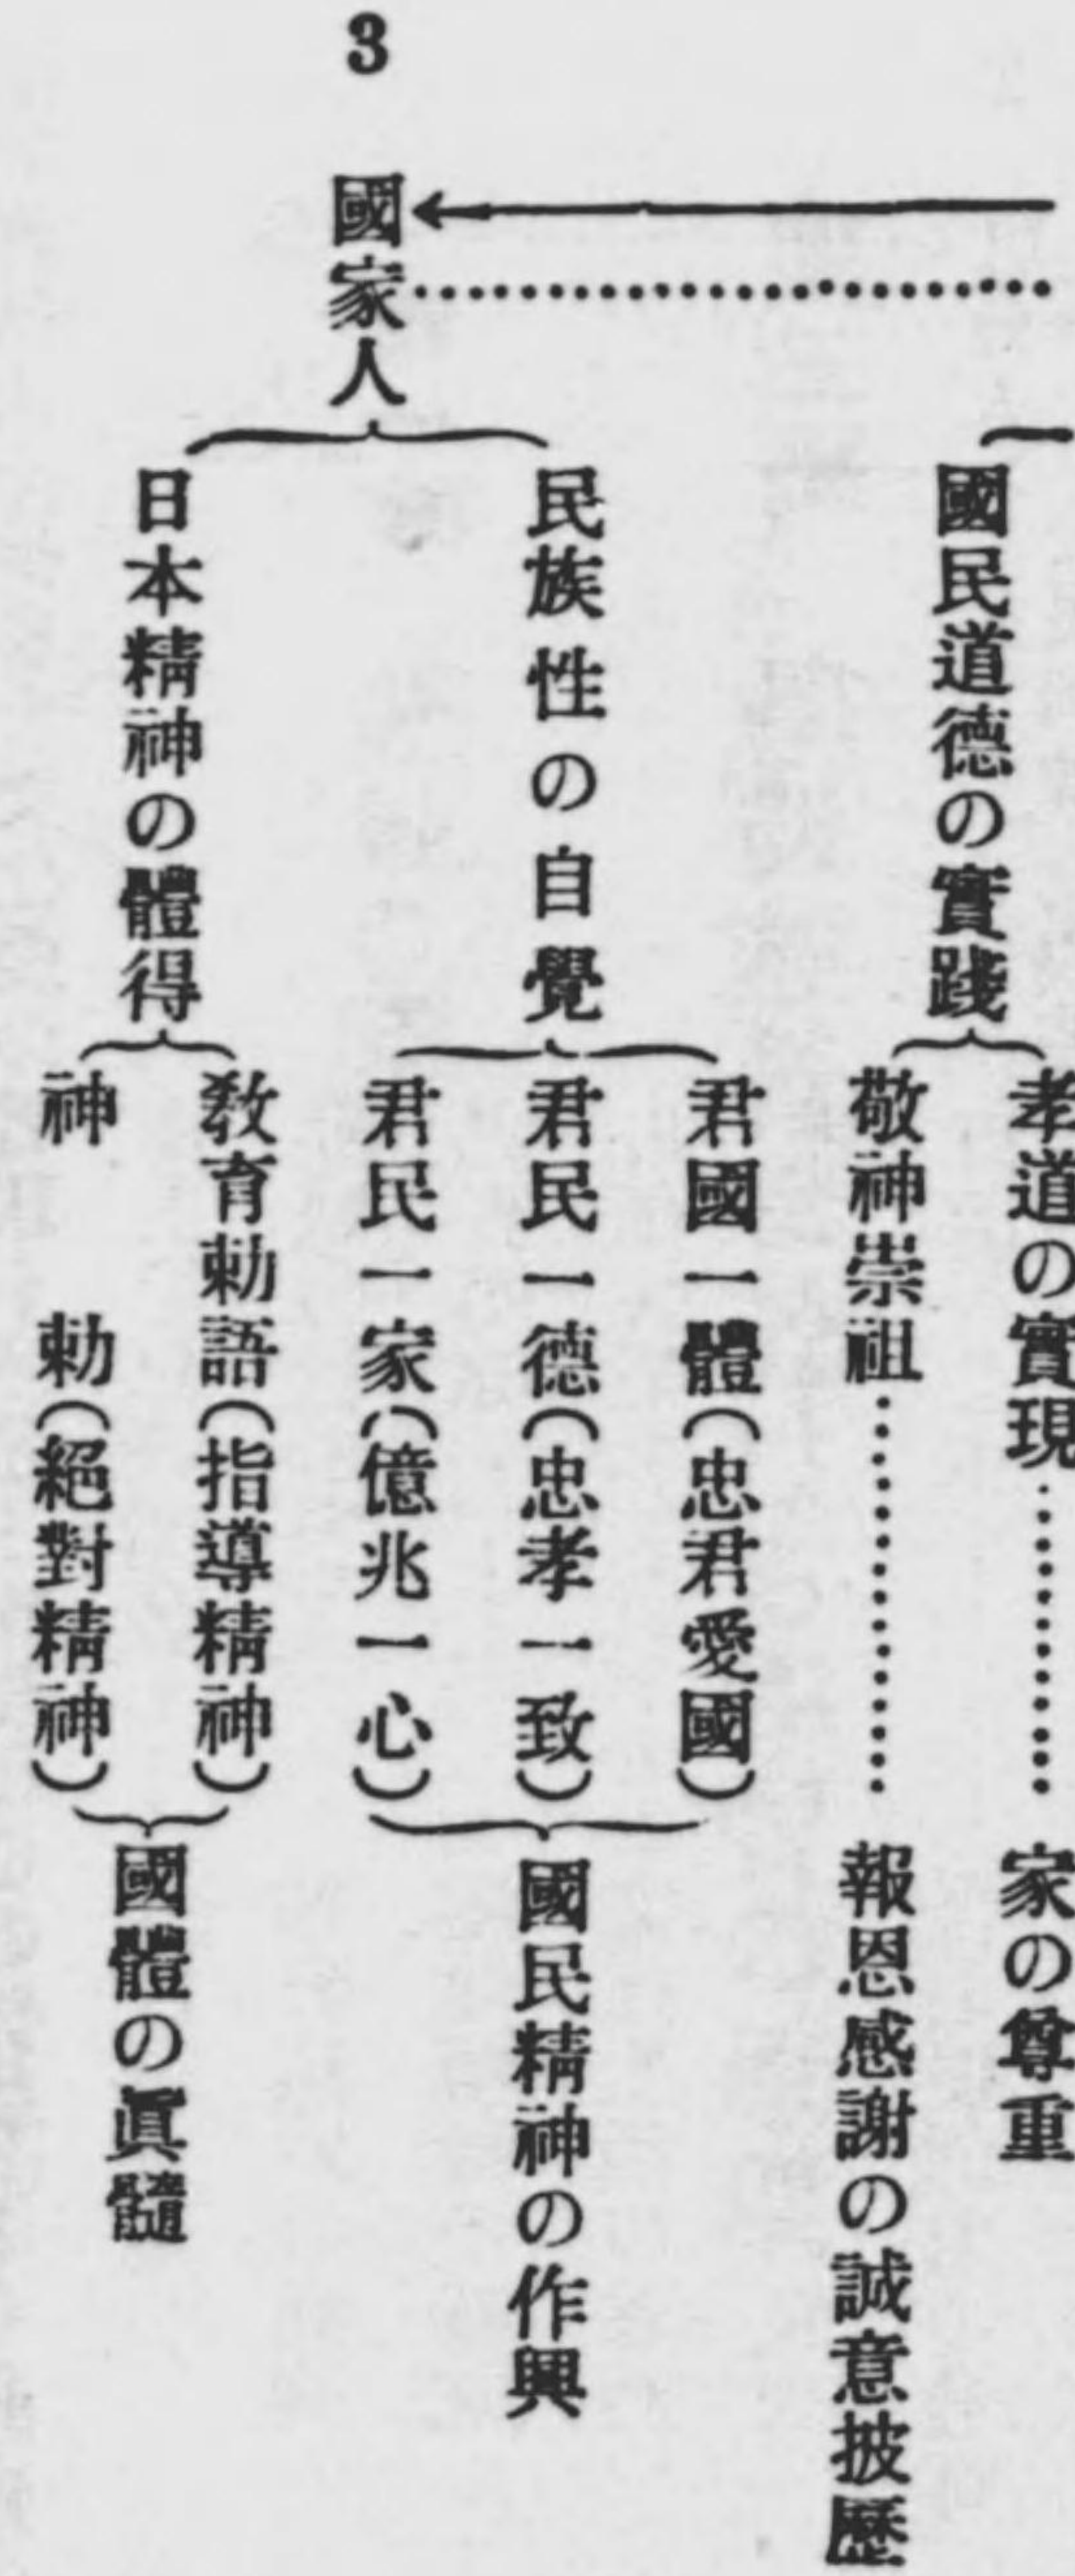 孝道の實現…………家の尊重
國民道德の實踐
敬神崇祖…………報恩感謝の誠意披歷
3 國家人
民族性の自覺
君國一體(忠君愛國)
君民一德(忠孝一致)
君民一家(億兆一心)
國民精神の作興
日本精神の體得
敎育勅語(指導精神)
神勅(絕對精神)
國體の眞髓